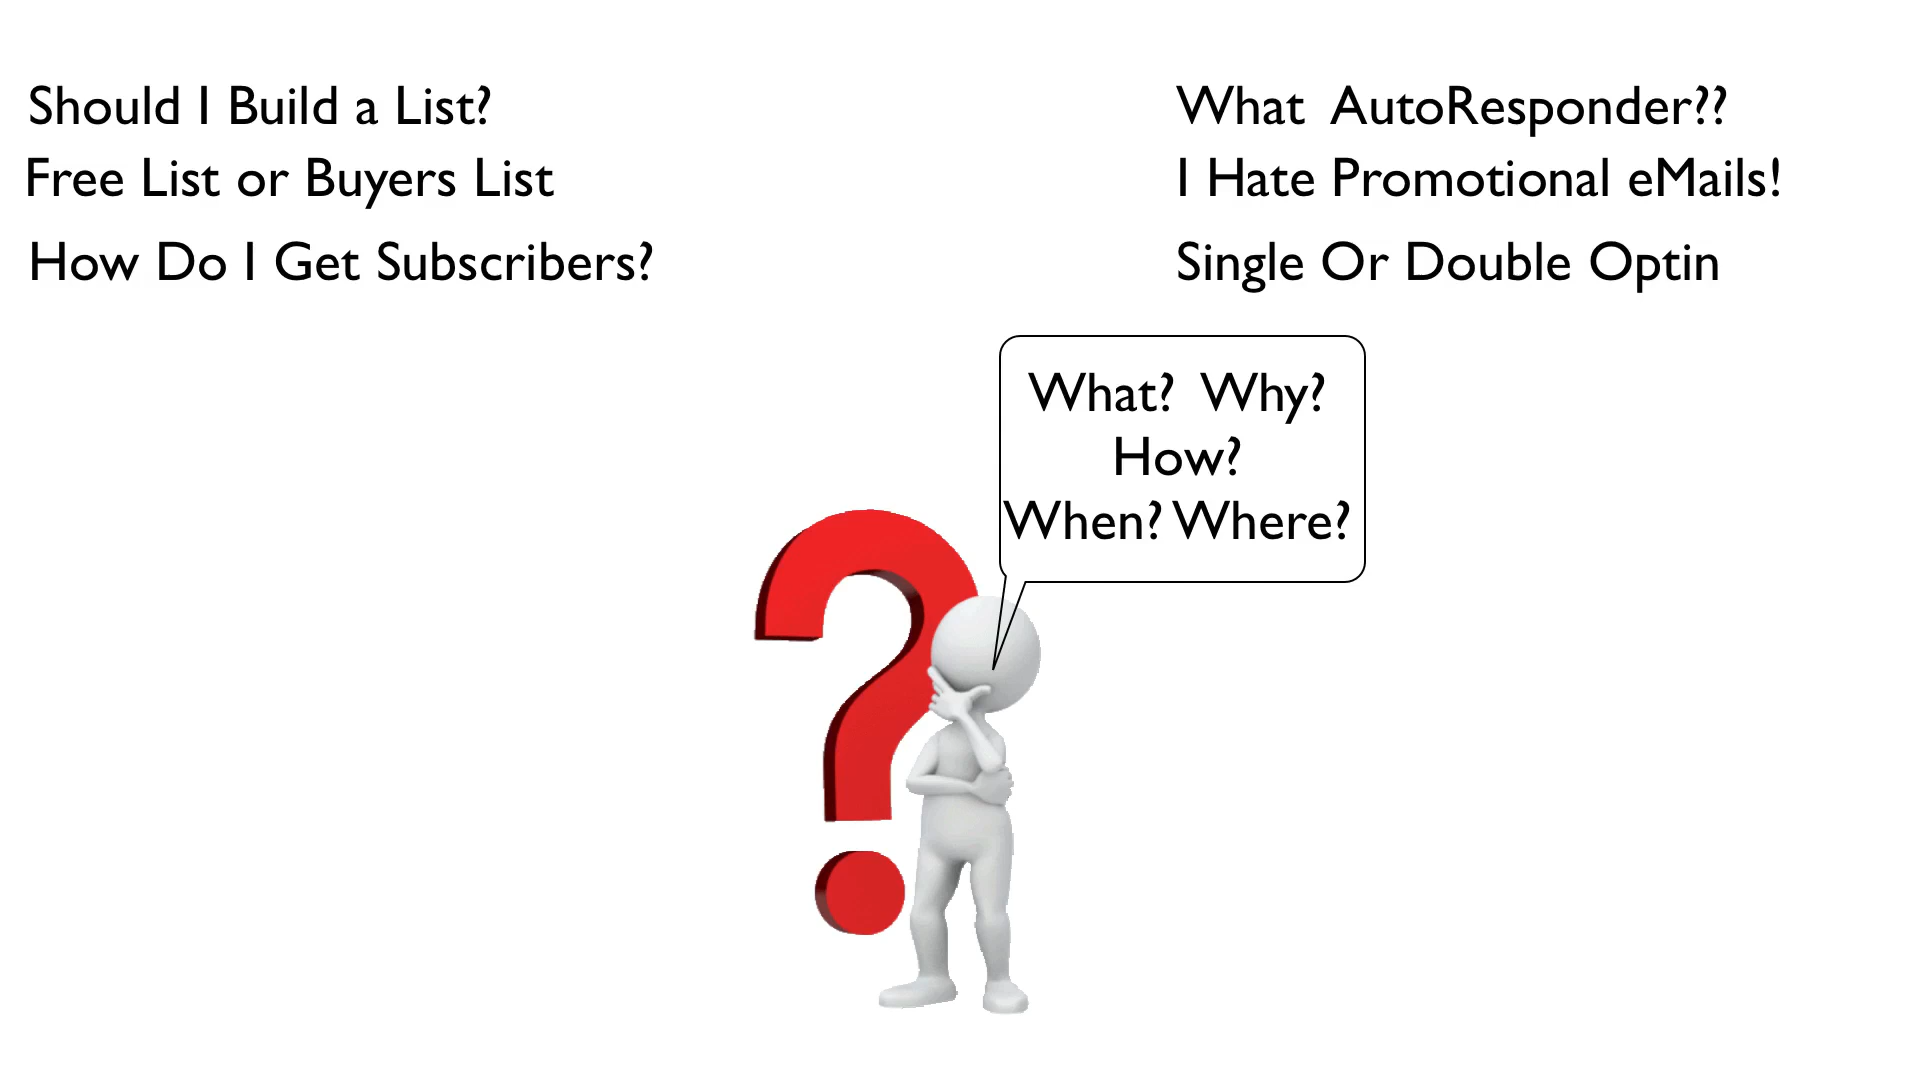 Should I Build a List?
Free List or Buyers List
How Do I Get Subscribers?
What AutoResponder??
I Hate Promotional eMails!
Single Or Double Optin
What? Why?
How?
When? Where?